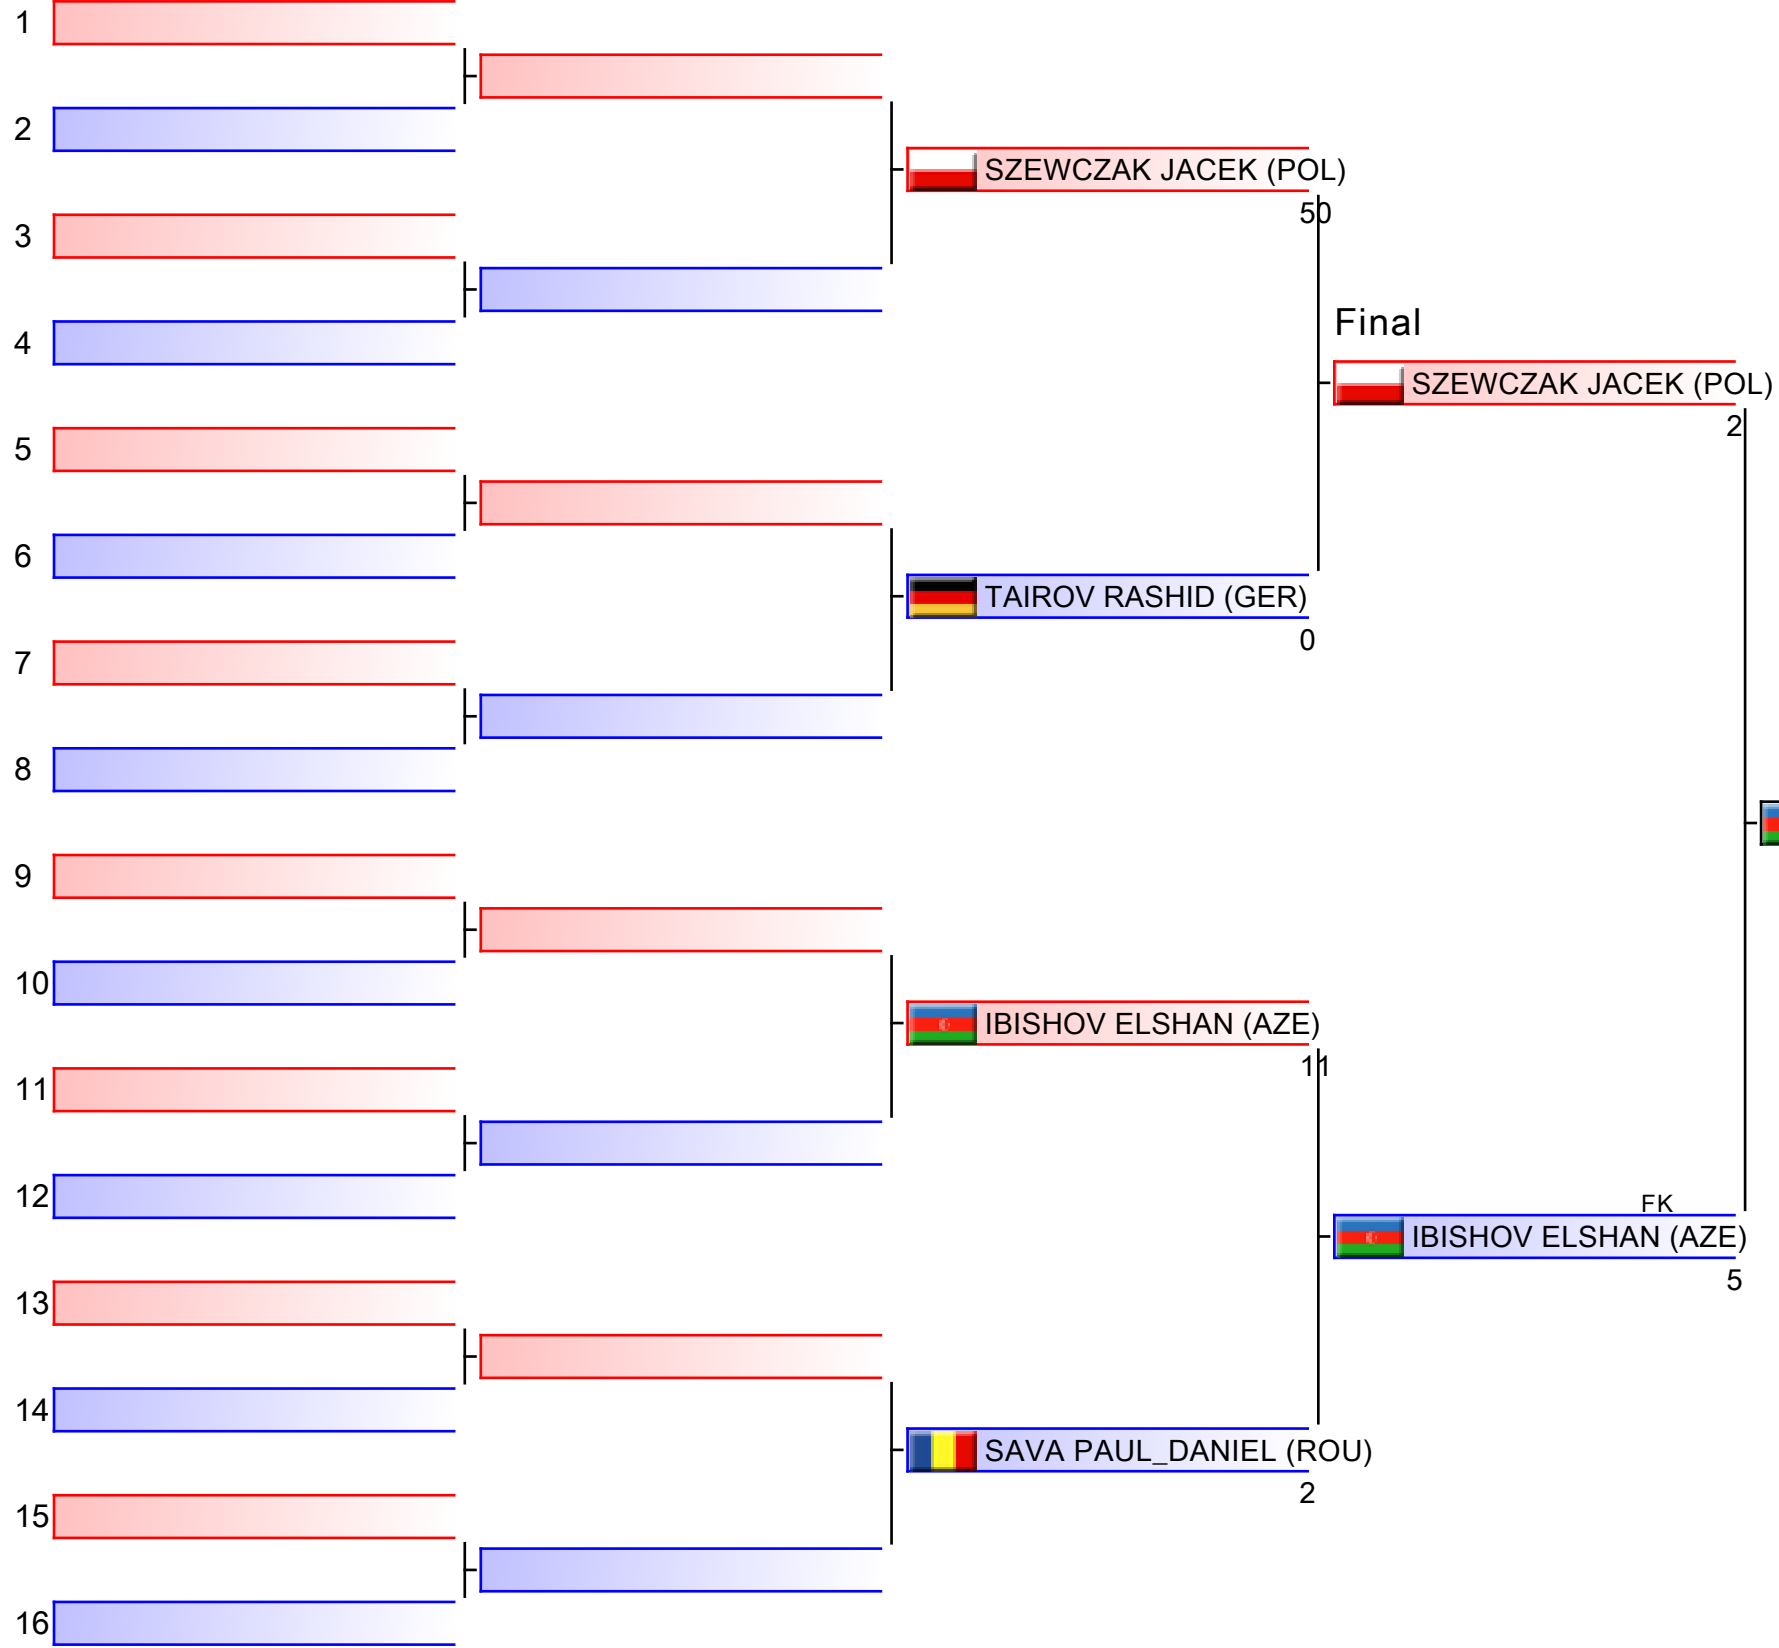 1
2
SZEWCZAK JACEK (POL)
50
3
Final
4
SZEWCZAK JACEK (POL)
2
5
6
TAIROV RASHID (GER)
0
7
8
9
10
IBISHOV ELSHAN (AZE)
11
11
12
FK
IBISHOV ELSHAN (AZE)
5
13
14
SAVA PAUL_DANIEL (ROU)
2
15
16